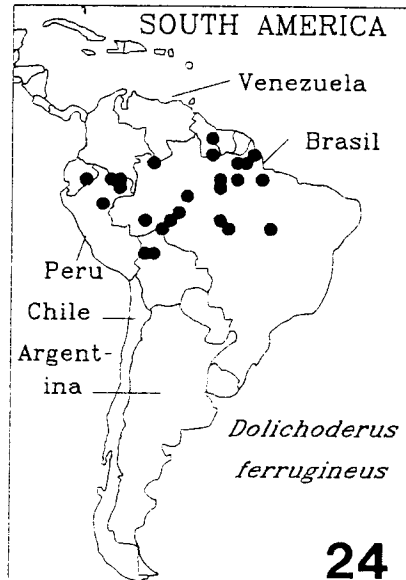 SOUTH AMERICA
Venezuela
Brasil
Peru
Chile
Argent-
ina
Dolichoderus
ferrugineus
24